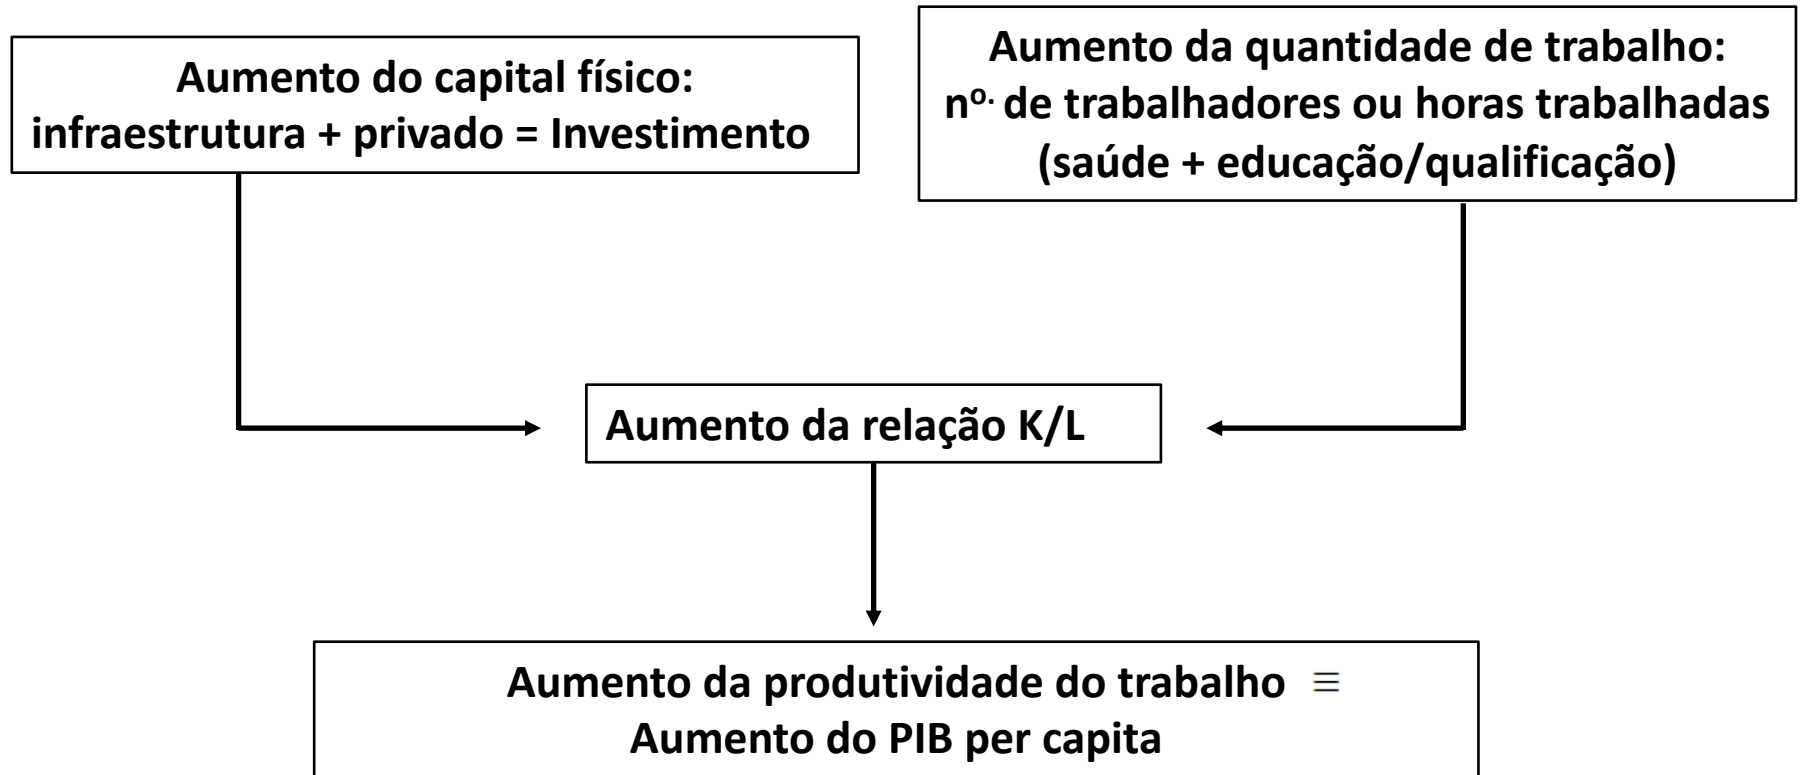 Aumento do capital físico:
infraestrutura + privado = Investimento
Aumento da quantidade de trabalho:
nº· de trabalhadores ou horas trabalhadas
(saúde + educação/qualificação)
Aumento da relação K/L
Aumento da produtividade do trabalho ≡
Aumento do PIB per capita